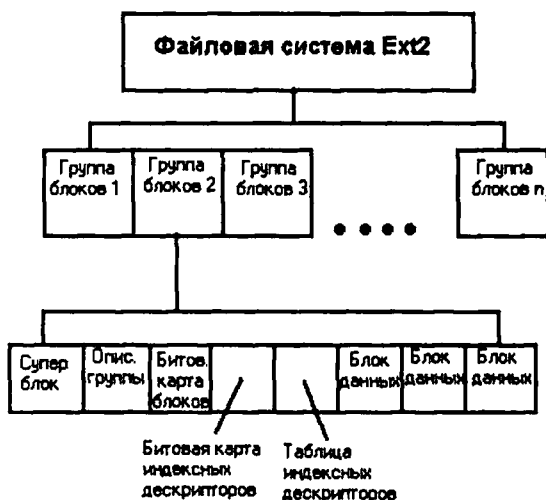 Файловая система Ext2
Группа
блоков 1
Группа
блоков 2
Группа
блоков 3
Группа
блоков n
Супер
блок
Опис.
группы
Битов.
карта
блоков
Блок
данных
Блок
данных
Блок
данных
Битовая карта
индексных
дескрипторов
Таблица
индексных
дескрипторов